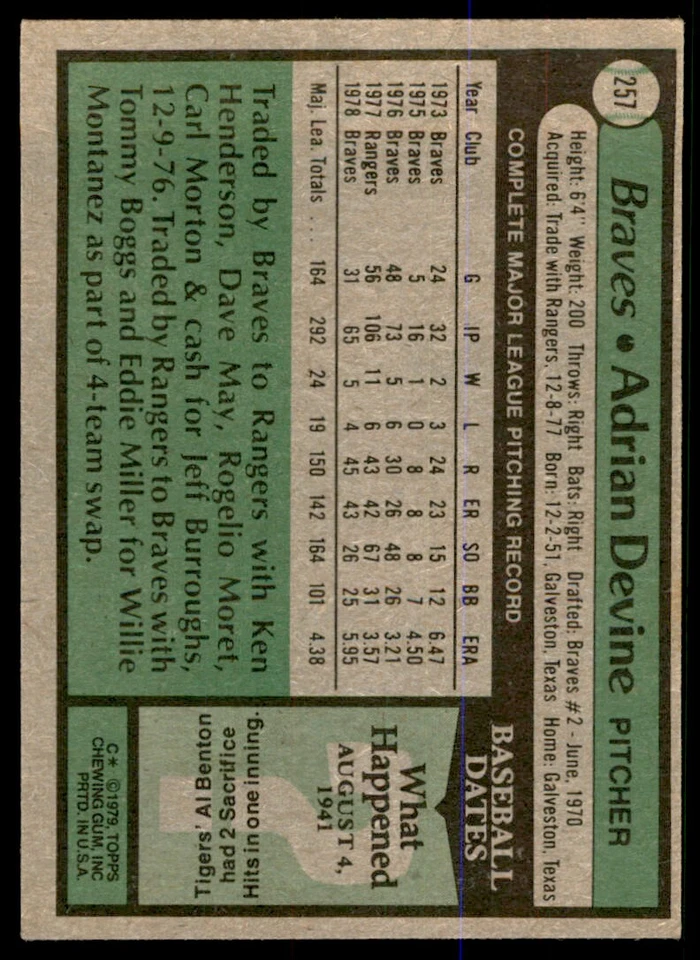 257
Braves • Adrian Devine PITCHER
Height: 6'4" Weight: 200 Throws: Right Bats: Right Drafted: Braves #2 - June, 1970
Acquired: Trade with Rangers, 12-8-77 Born: 12-2-51, Galveston, Texas Home: Galveston, Texas
COMPLETE MAJOR LEAGUE PITCHING RECORD
Year Club G IP W L R ER SO BB ERA
1973 Braves 24 32 2 3 24 23 15 12 6.47
1975 Braves 5 16 1 0 8 8 8 7 4.50
1976 Braves 48 73 5 6 30 26 48 26 3.21
1977 Rangers 56 106 11 6 43 42 67 31 3.57
1978 Braves 31 65 5 4 45 43 26 25 5.95
Maj. Lea. Totals . . . 164 292 24 19 150 142 164 101 4.38
Traded by Braves to Rangers with Ken
Henderson, Dave May, Rogelio Moret,
Carl Morton & cash for Jeff Burroughs,
12-9-76. Traded by Rangers to Braves with
Tommy Boggs and Eddie Miller for Willie
Montanez as part of 4-team swap.
BASEBALL
DATES
What
Happened
AUGUST 4,
1941
Tigers' Al Benton
had 2 Sacrifice
Hits in one inning.
C* ©1979, TOPPS
CHEWING GUM, INC
PRTD. IN U.S.A.